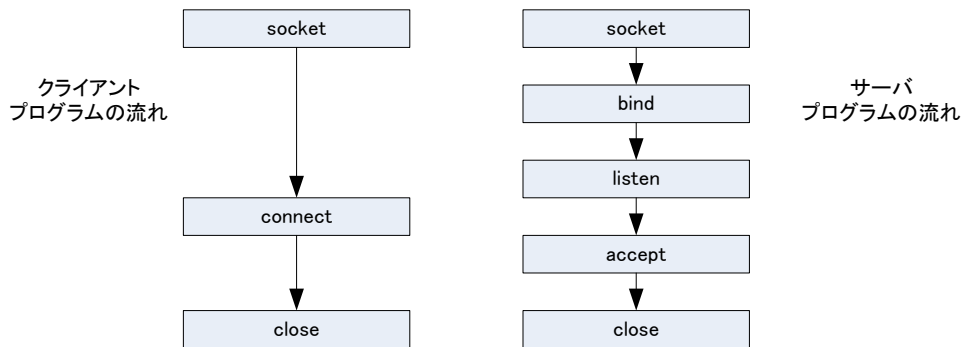 クライアント
プログラムの流れ
socket
connect
close
socket
bind
listen
accept
close
サーバ
プログラムの流れ